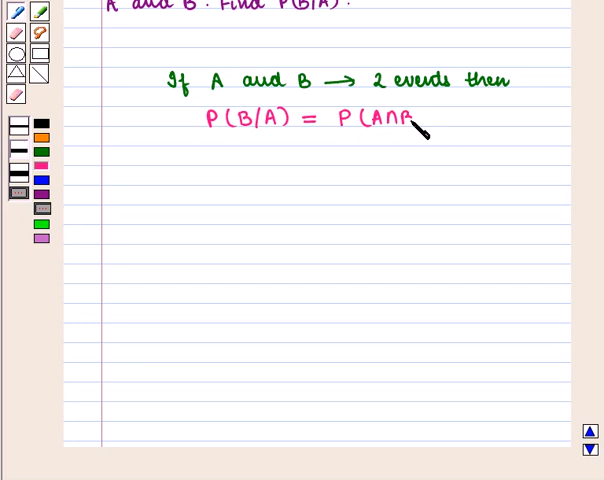 A and B. Find P(B/A).
If A and B → 2 events then
P(B/A) = P(A∩B